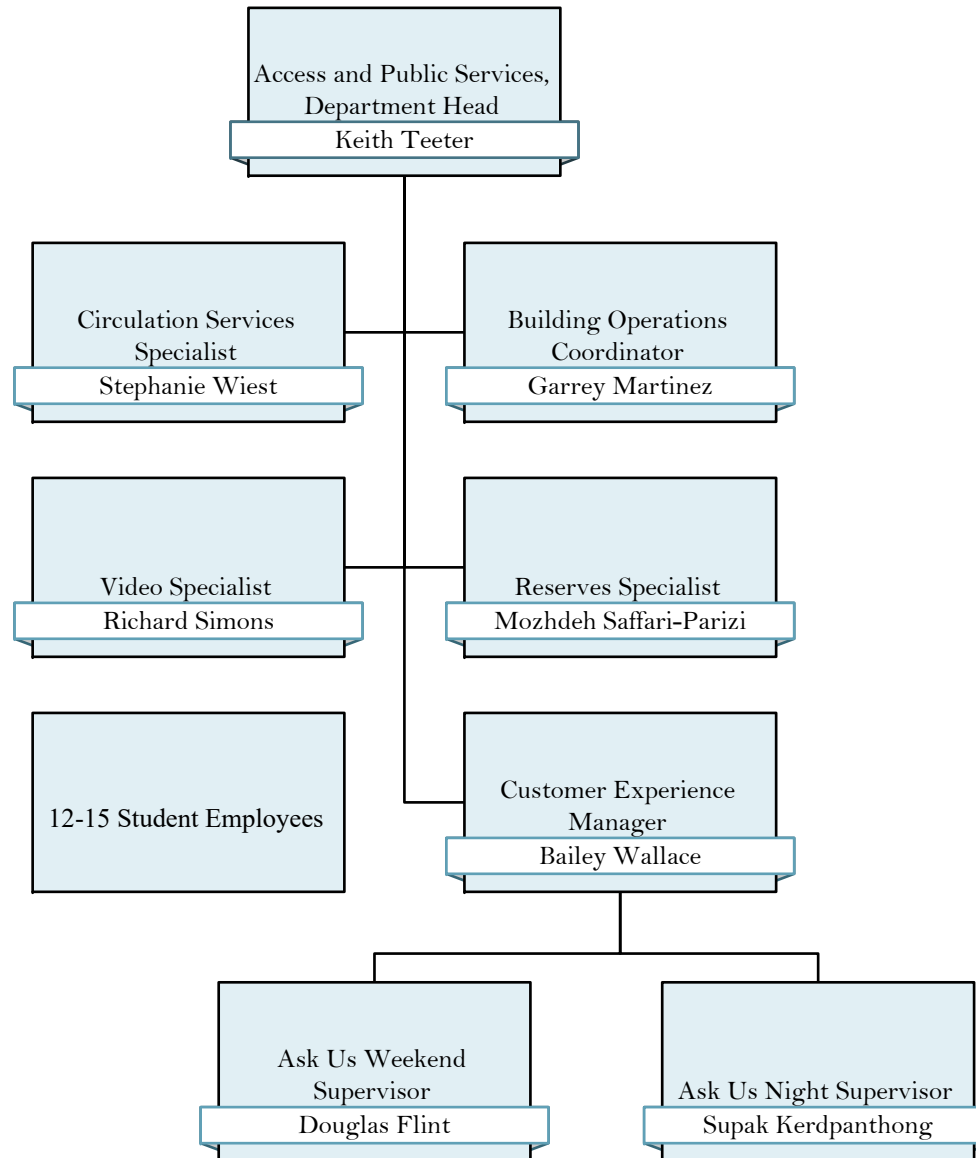 Access and Public Services,
Department Head
Keith Teeter
Circulation Services
Specialist
Stephanie Wiest
Building Operations
Coordinator
Garrey Martinez
Video Specialist
Richard Simons
Reserves Specialist
Mozhdeh Saffari-Parizi
12-15 Student Employees
Customer Experience
Manager
Bailey Wallace
Ask Us Weekend
Supervisor
Douglas Flint
Ask Us Night Supervisor
Supak Kerdpanthong